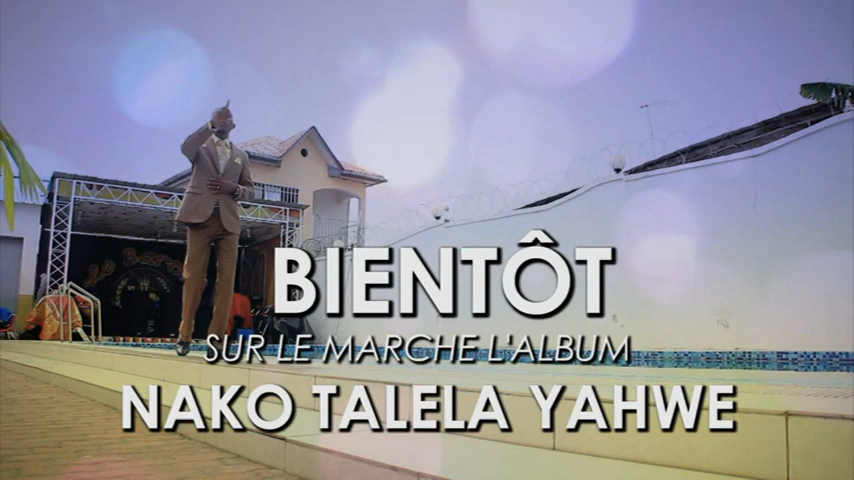 BIENTÔT
SUR LE MARCHE L'ALBUM
NAKO TALELA YAHWE